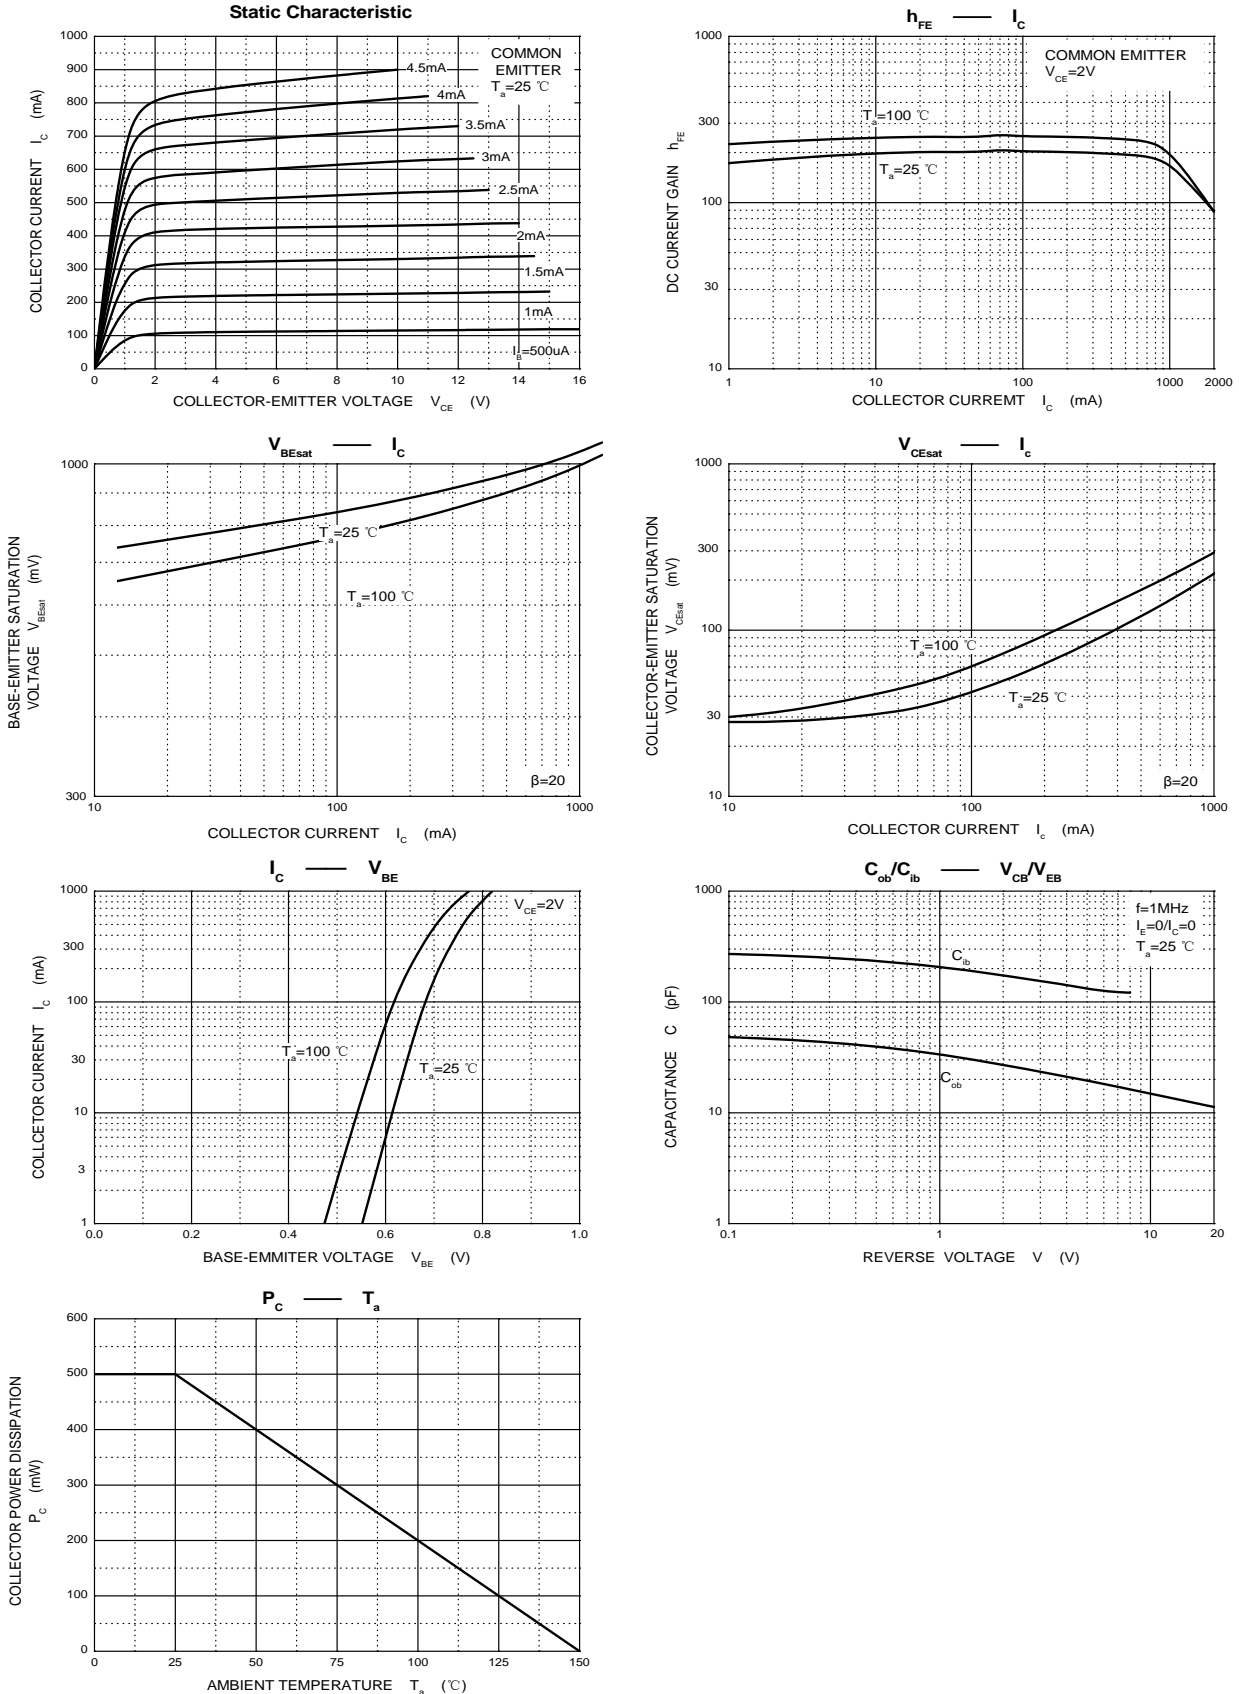 Static Characteristic
COLLECTOR CURRENT I_C (mA)
1000
900
800
700
600
500
400
300
200
100
0
COMMON
EMITTER
T_a=25 ℃
4.5mA
4mA
3.5mA
3mA
2.5mA
2mA
1.5mA
1mA
I_B=500uA
0 2 4 6 8 10 12 14 16
COLLECTOR-EMITTER VOLTAGE V_CE (V)
h_FE —— I_C
DC CURRENT GAIN h_FE
1000
300
100
30
10
COMMON EMITTER
V_CE=2V
T_a=100 ℃
T_a=25 ℃
1 10 100 1000 2000
COLLECTOR CURREMT I_C (mA)
V_BEsat —— I_C
BASE-EMITTER SATURATION
VOLTAGE V_BEsat (mV)
1000
300
T_a=25 ℃
T_a=100 ℃
β=20
10 100 1000
COLLECTOR CURRENT I_C (mA)
V_CEsat —— I_c
COLLECTOR-EMITTER SATURATION
VOLTAGE V_CEsat (mV)
1000
300
100
30
10
T_a=100 ℃
T_a=25 ℃
β=20
10 100 1000
COLLECTOR CURRENT I_c (mA)
I_C —— V_BE
COLLCETOR CURRENT I_C (mA)
1000
300
100
30
10
3
1
V_CE=2V
T_a=100 ℃
T_a=25 ℃
0.0 0.2 0.4 0.6 0.8 1.0
BASE-EMMITER VOLTAGE V_BE (V)
C_ob/C_ib —— V_CB/V_EB
CAPACITANCE C (pF)
1000
100
10
1
f=1MHz
I_E=0/I_C=0
T_a=25 ℃
C_ib
C_ob
0.1 1 10 20
REVERSE VOLTAGE V (V)
P_C —— T_a
COLLECTOR POWER DISSIPATION
P_C (mW)
600
500
400
300
200
100
0
0 25 50 75 100 125 150
AMBIENT TEMPERATURE T_a (℃)